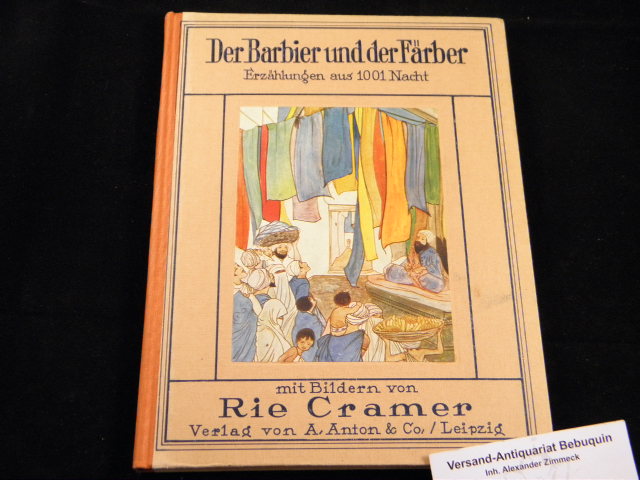 Der Barbier und der Färber
Erzählungen aus 1001 Nacht
mit Bildern von
Rie Cramer
Verlag von A. Anton & Co. / Leipzig
Versand-Antiquariat Bebuquin
Inh. Alexander Zimmeck